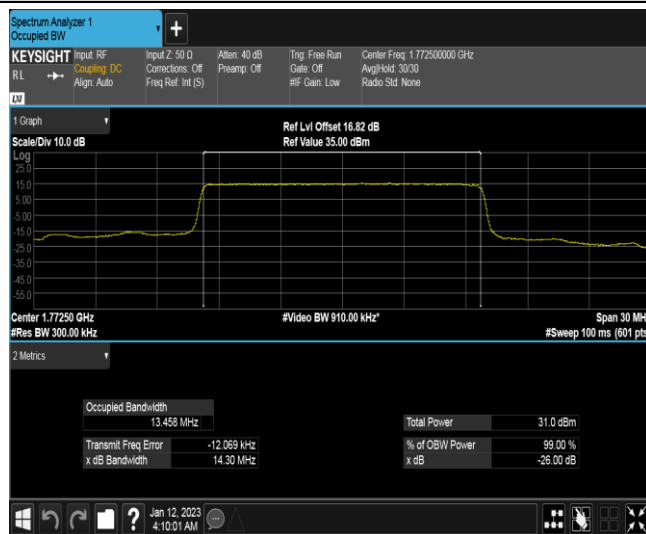 Spectrum Analyzer 1
Occupied BW
+
KEYSIGHT
RL
LXI
Input: RF
Coupling: DC
Align: Auto
Input Z: 50 Ω
Corrections: Off
Freq Ref: Int (S)
Atten: 40 dB
Preamp: Off
Trig: Free Run
Gate: Off
#IF Gain: Low
Center Freq: 1.772500000 GHz
Avg|Hold: 30/30
Radio Std: None
1 Graph
Scale/Div 10.0 dB
Ref Lvl Offset 16.82 dB
Ref Value 35.00 dBm
Log
25.0
15.0
5.00
-5.00
-15.0
-25.0
-35.0
-45.0
-55.0
Center 1.77250 GHz
#Res BW 300.00 kHz
#Video BW 910.00 kHz*
Span 30 MH
#Sweep 100 ms (601 pts
2 Metrics
Occupied Bandwidth
13.458 MHz
Transmit Freq Error -12.069 kHz
x dB Bandwidth 14.30 MHz
Total Power 31.0 dBm
% of OBW Power 99.00 %
x dB -26.00 dB
?
Jan 12, 2023
4:10:01 AM